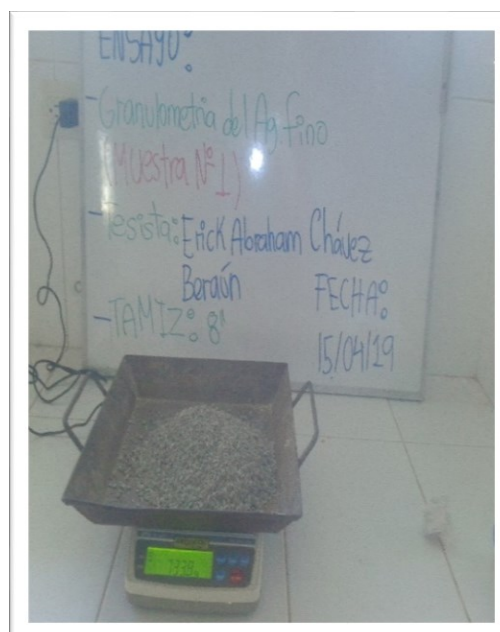 ENSAYO:
-Granulometria del Ag. fino
(Muestra Nº 1)
-Tesista: Erick Abraham Chávez
Beraún
FECHA:
-TAMIZ: 8"
15/04/19